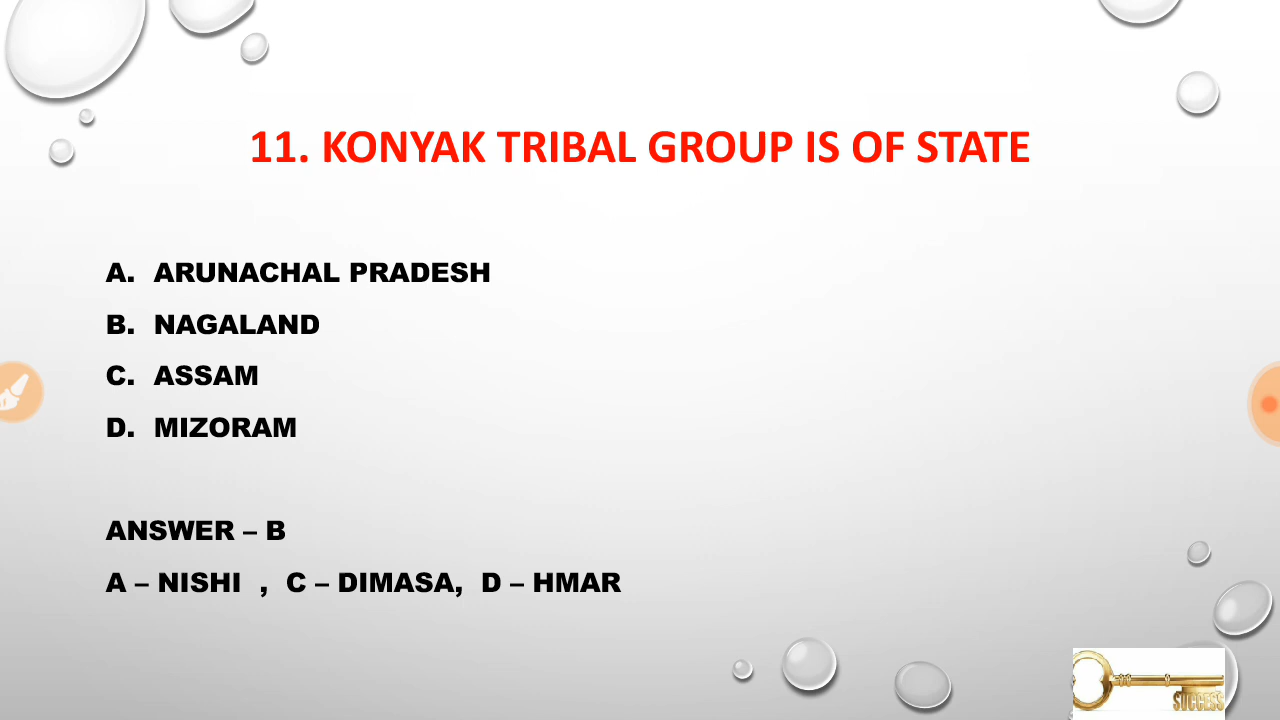 11. KONYAK TRIBAL GROUP IS OF STATE
A. ARUNACHAL PRADESH
B. NAGALAND
C. ASSAM
D. MIZORAM
ANSWER – B
A – NISHI , C – DIMASA, D – HMAR
SUCCESS